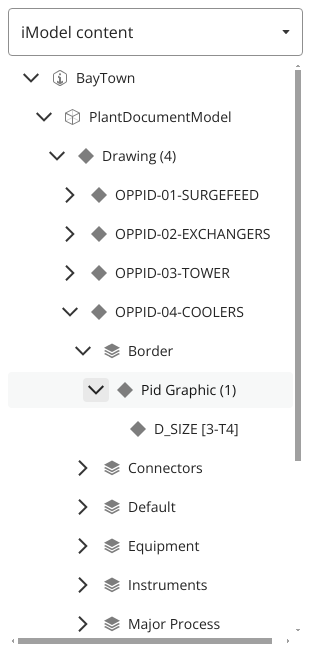 iModel content
BayTown
PlantDocumentModel
Drawing (4)
OPPID-01-SURGEFEED
OPPID-02-EXCHANGERS
OPPID-03-TOWER
OPPID-04-COOLERS
Border
Pid Graphic (1)
D_SIZE [3-T4]
Connectors
Default
Equipment
Instruments
Major Process